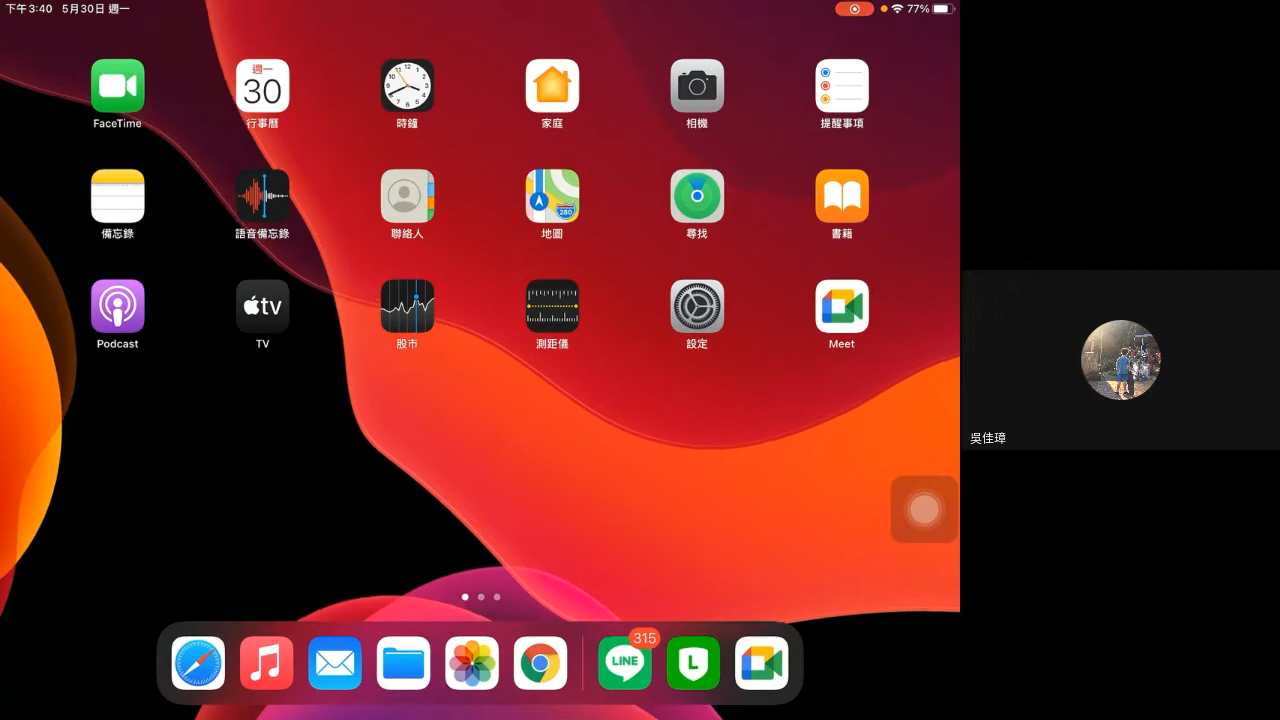 下午3:40 5月30日 週一
77%
FaceTime
週一
30
行事曆
時鐘
家庭
相機
提醒事項
備忘錄
語音備忘錄
聯絡人
280
地圖
尋找
書籍
Podcast
tv
TV
股市
測距儀
設定
Meet
吳佳璋
LINE
315
L